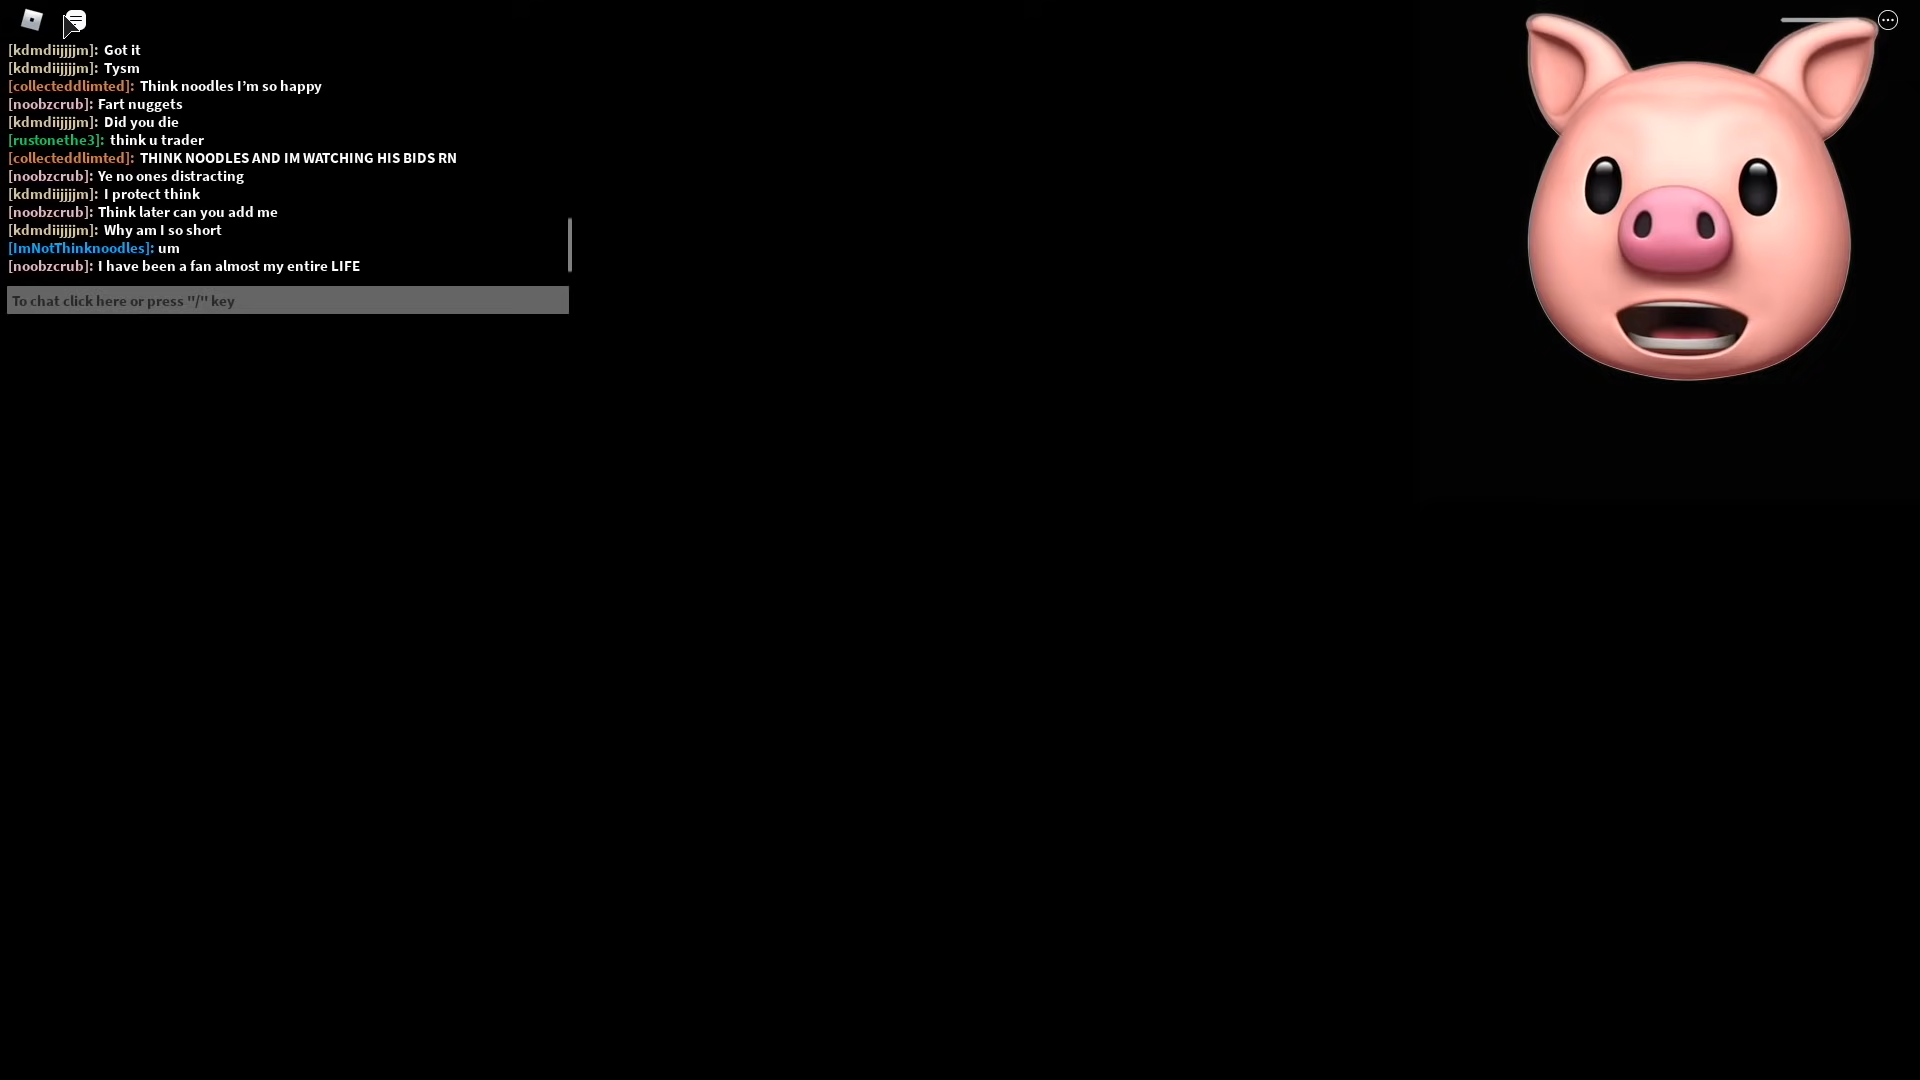 [kdmdiijjjjm]: Got it
[kdmdiijjjjm]: Tysm
[collecteddlimted]: Think noodles I’m so happy
[noobzcrub]: Fart nuggets
[kdmdiijjjjm]: Did you die
[rustonethe3]: think u trader
[collecteddlimted]: THINK NOODLES AND IM WATCHING HIS BIDS RN
[noobzcrub]: Ye no ones distracting
[kdmdiijjjjm]: I protect think
[noobzcrub]: Think later can you add me
[kdmdiijjjjm]: Why am I so short
[ImNotThinknoodles]: um
[noobzcrub]: I have been a fan almost my entire LIFE
To chat click here or press "/" key